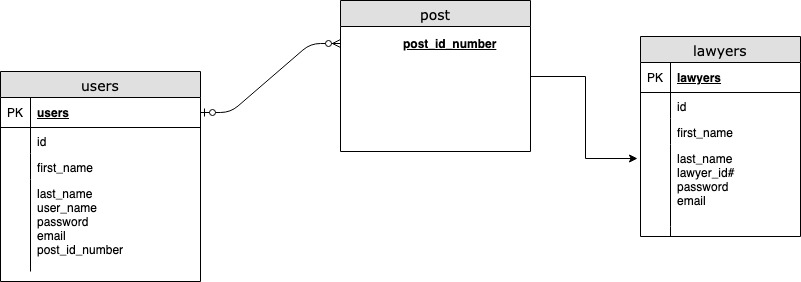 users
PK users
id
first_name
last_name
user_name
password
email
post_id_number
post
post_id_number
lawyers
PK lawyers
id
first_name
last_name
lawyer_id#
password
email